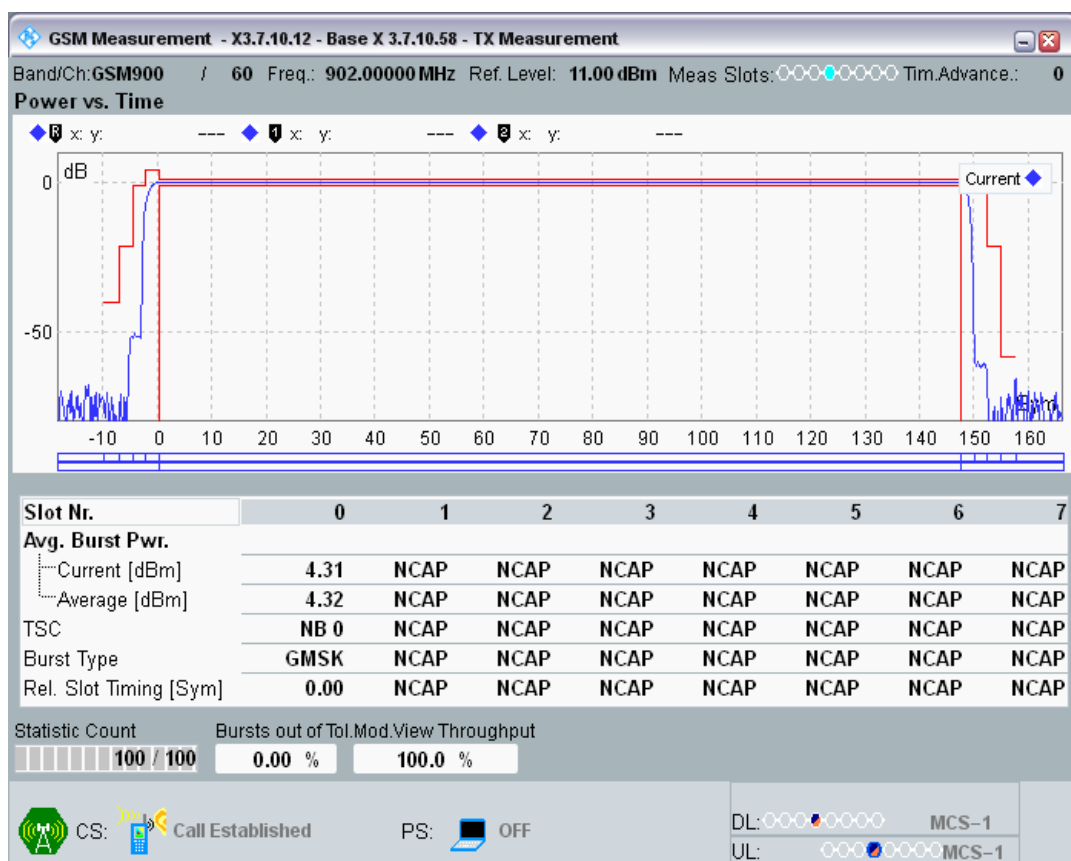 GSM Measurement - X3.7.10.12 - Base X 3.7.10.58 - TX Measurement
Band/Ch:GSM900 / 60 Freq.: 902.00000 MHz Ref. Level: 11.00 dBm Meas Slots: Tim.Advance.: 0
Power vs. Time
R x: y: --- 1 x: y: --- 2 x: y: ---
dB
Current
0
-50
Sym
-10 0 10 20 30 40 50 60 70 80 90 100 110 120 130 140 150 160
Slot Nr. 0 1 2 3 4 5 6 7
Avg. Burst Pwr.
Current [dBm] 4.31 NCAP NCAP NCAP NCAP NCAP NCAP NCAP
Average [dBm] 4.32 NCAP NCAP NCAP NCAP NCAP NCAP NCAP
TSC NB 0 NCAP NCAP NCAP NCAP NCAP NCAP NCAP
Burst Type GMSK NCAP NCAP NCAP NCAP NCAP NCAP NCAP
Rel. Slot Timing [Sym] 0.00 NCAP NCAP NCAP NCAP NCAP NCAP NCAP
Statistic Count Bursts out of Tol. Mod.View Throughput
100 / 100 0.00 % 100.0 %
CS: Call Established PS: OFF
DL: MCS-1
UL: MCS-1